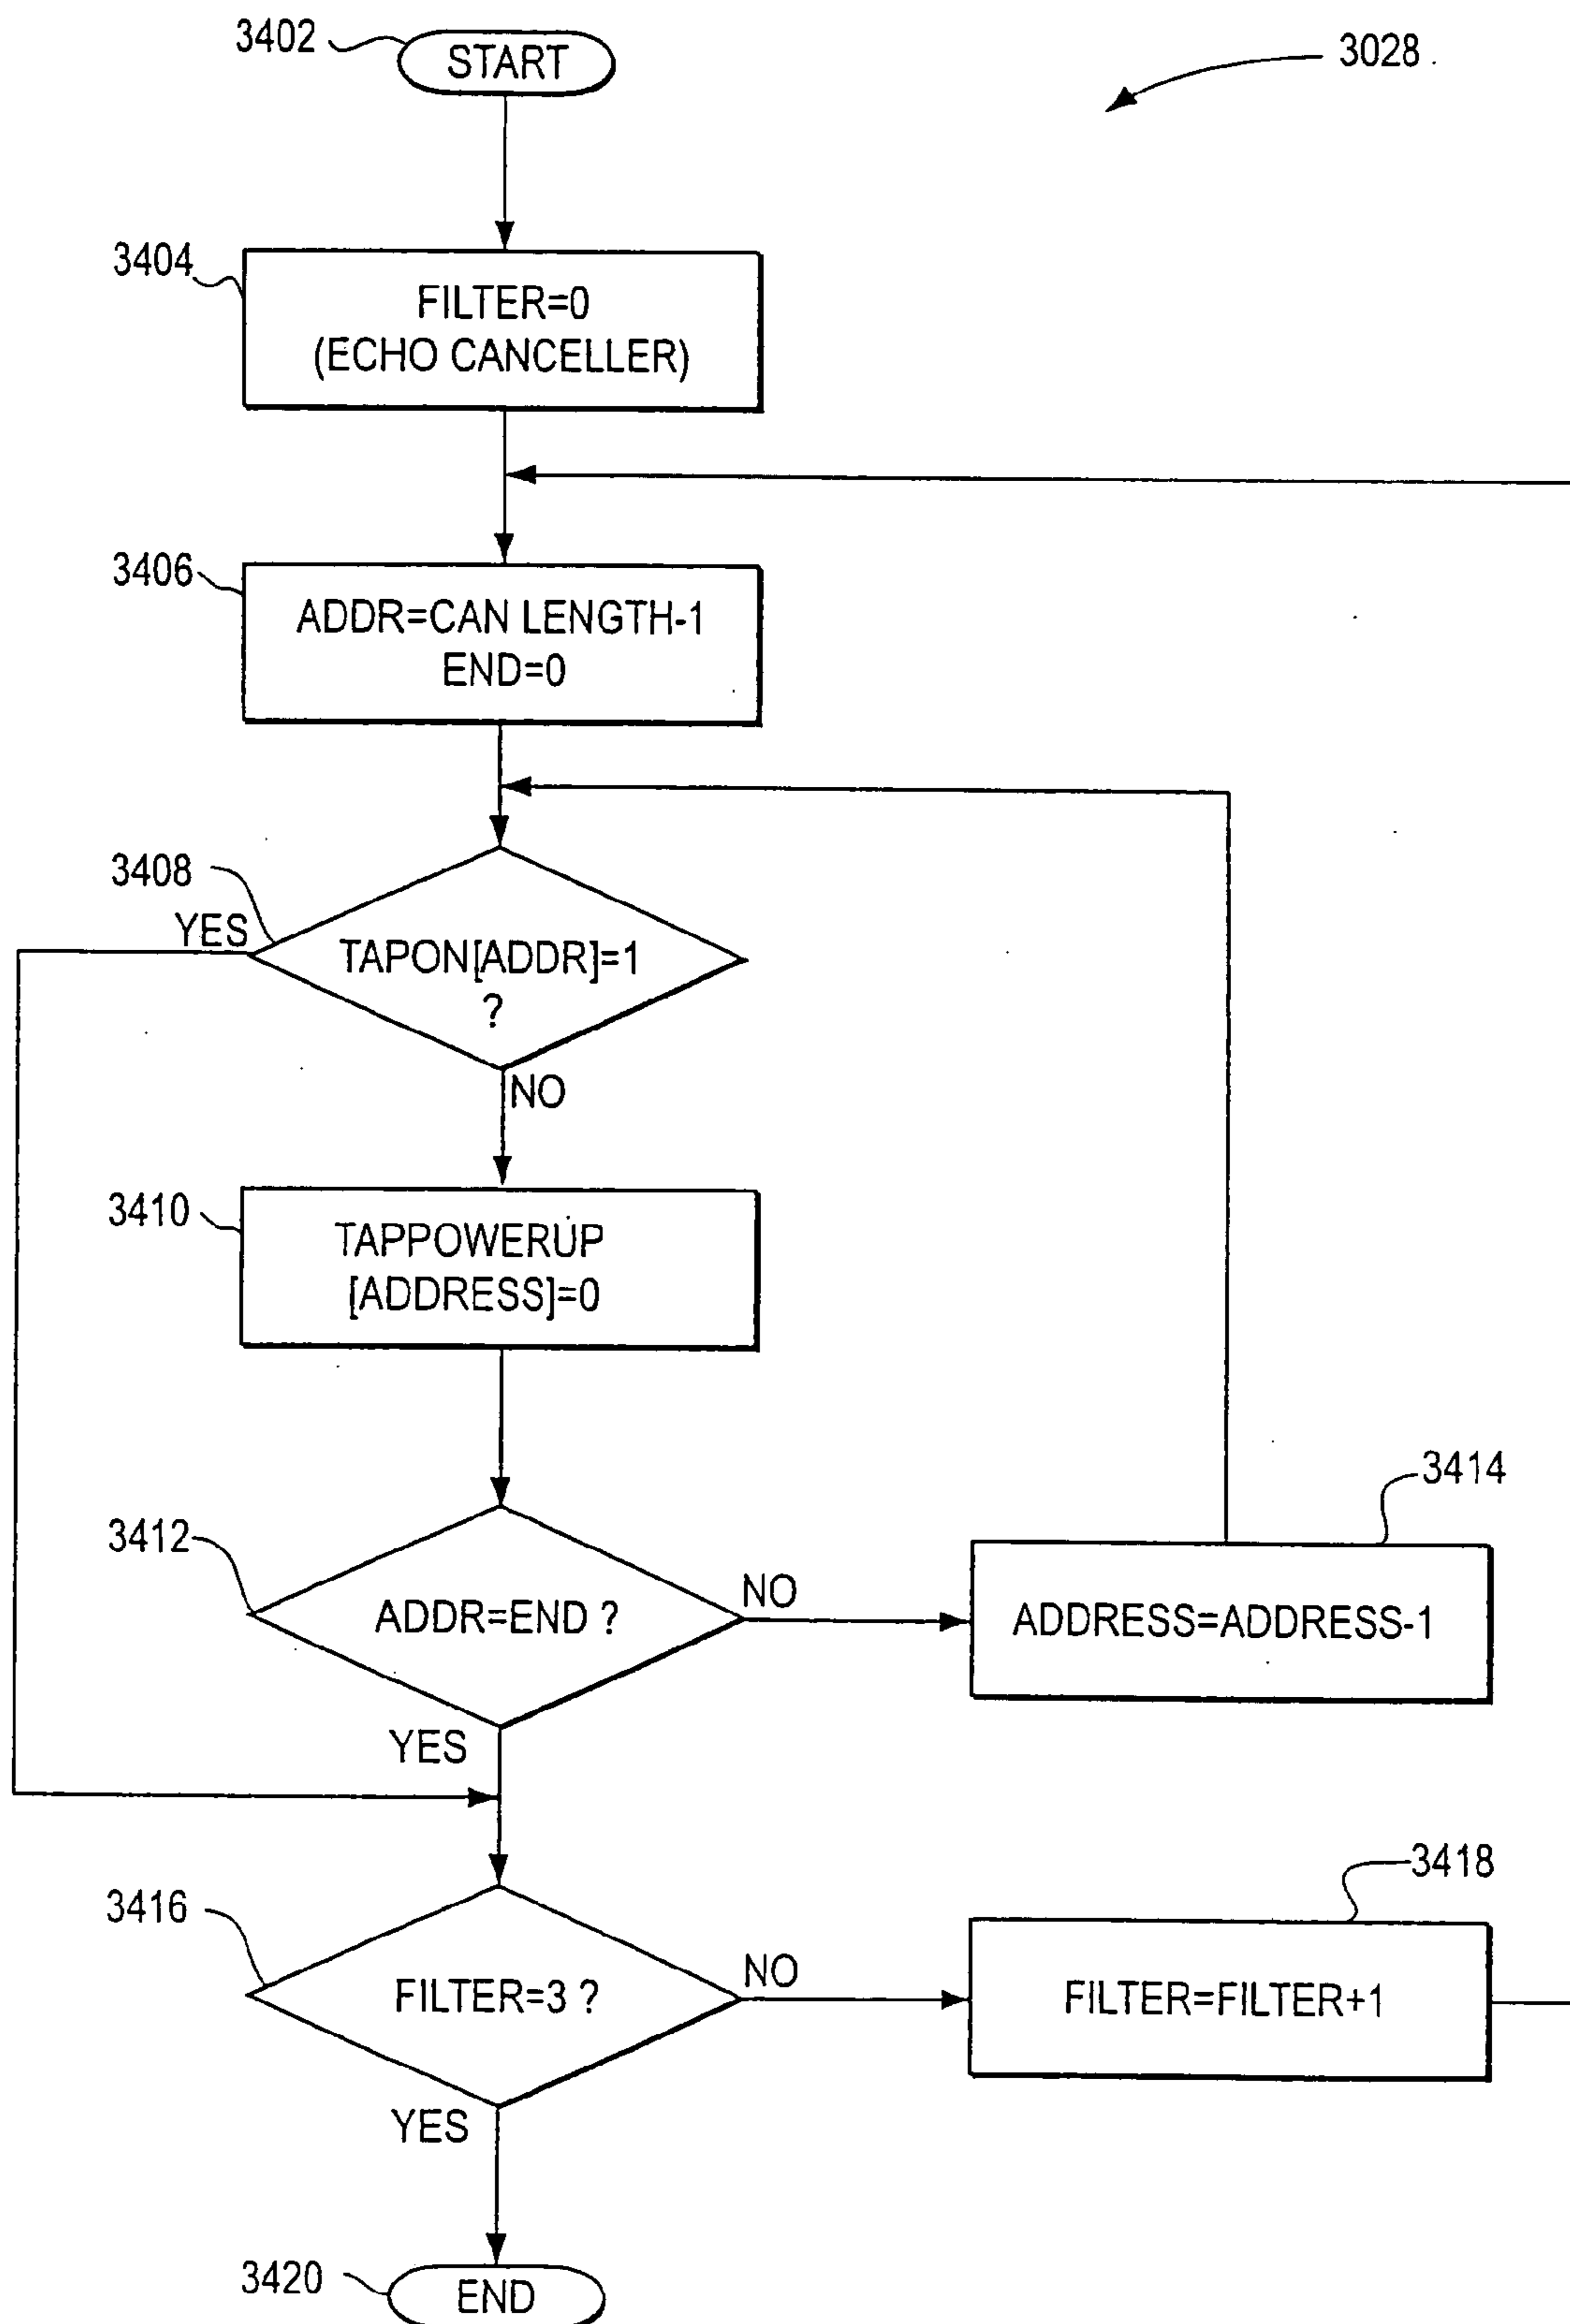 3402
START
3028
3404
FILTER=0
(ECHO CANCELLER)
3406
ADDR=CAN LENGTH-1
END=0
3408
YES
TAPON[ADDR]=1
?
NO
3410
TAPPOWERUP
[ADDRESS]=0
3412
ADDR=END ?
NO
3414
ADDRESS=ADDRESS-1
YES
3416
FILTER=3 ?
NO
3418
FILTER=FILTER+1
YES
3420
END